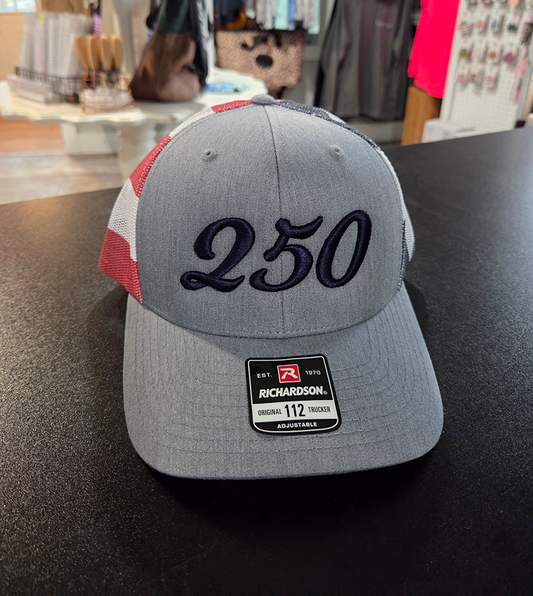 250
EST. R 1970
RICHARDSON®
ORIGINAL 112 TRUCKER
ADJUSTABLE